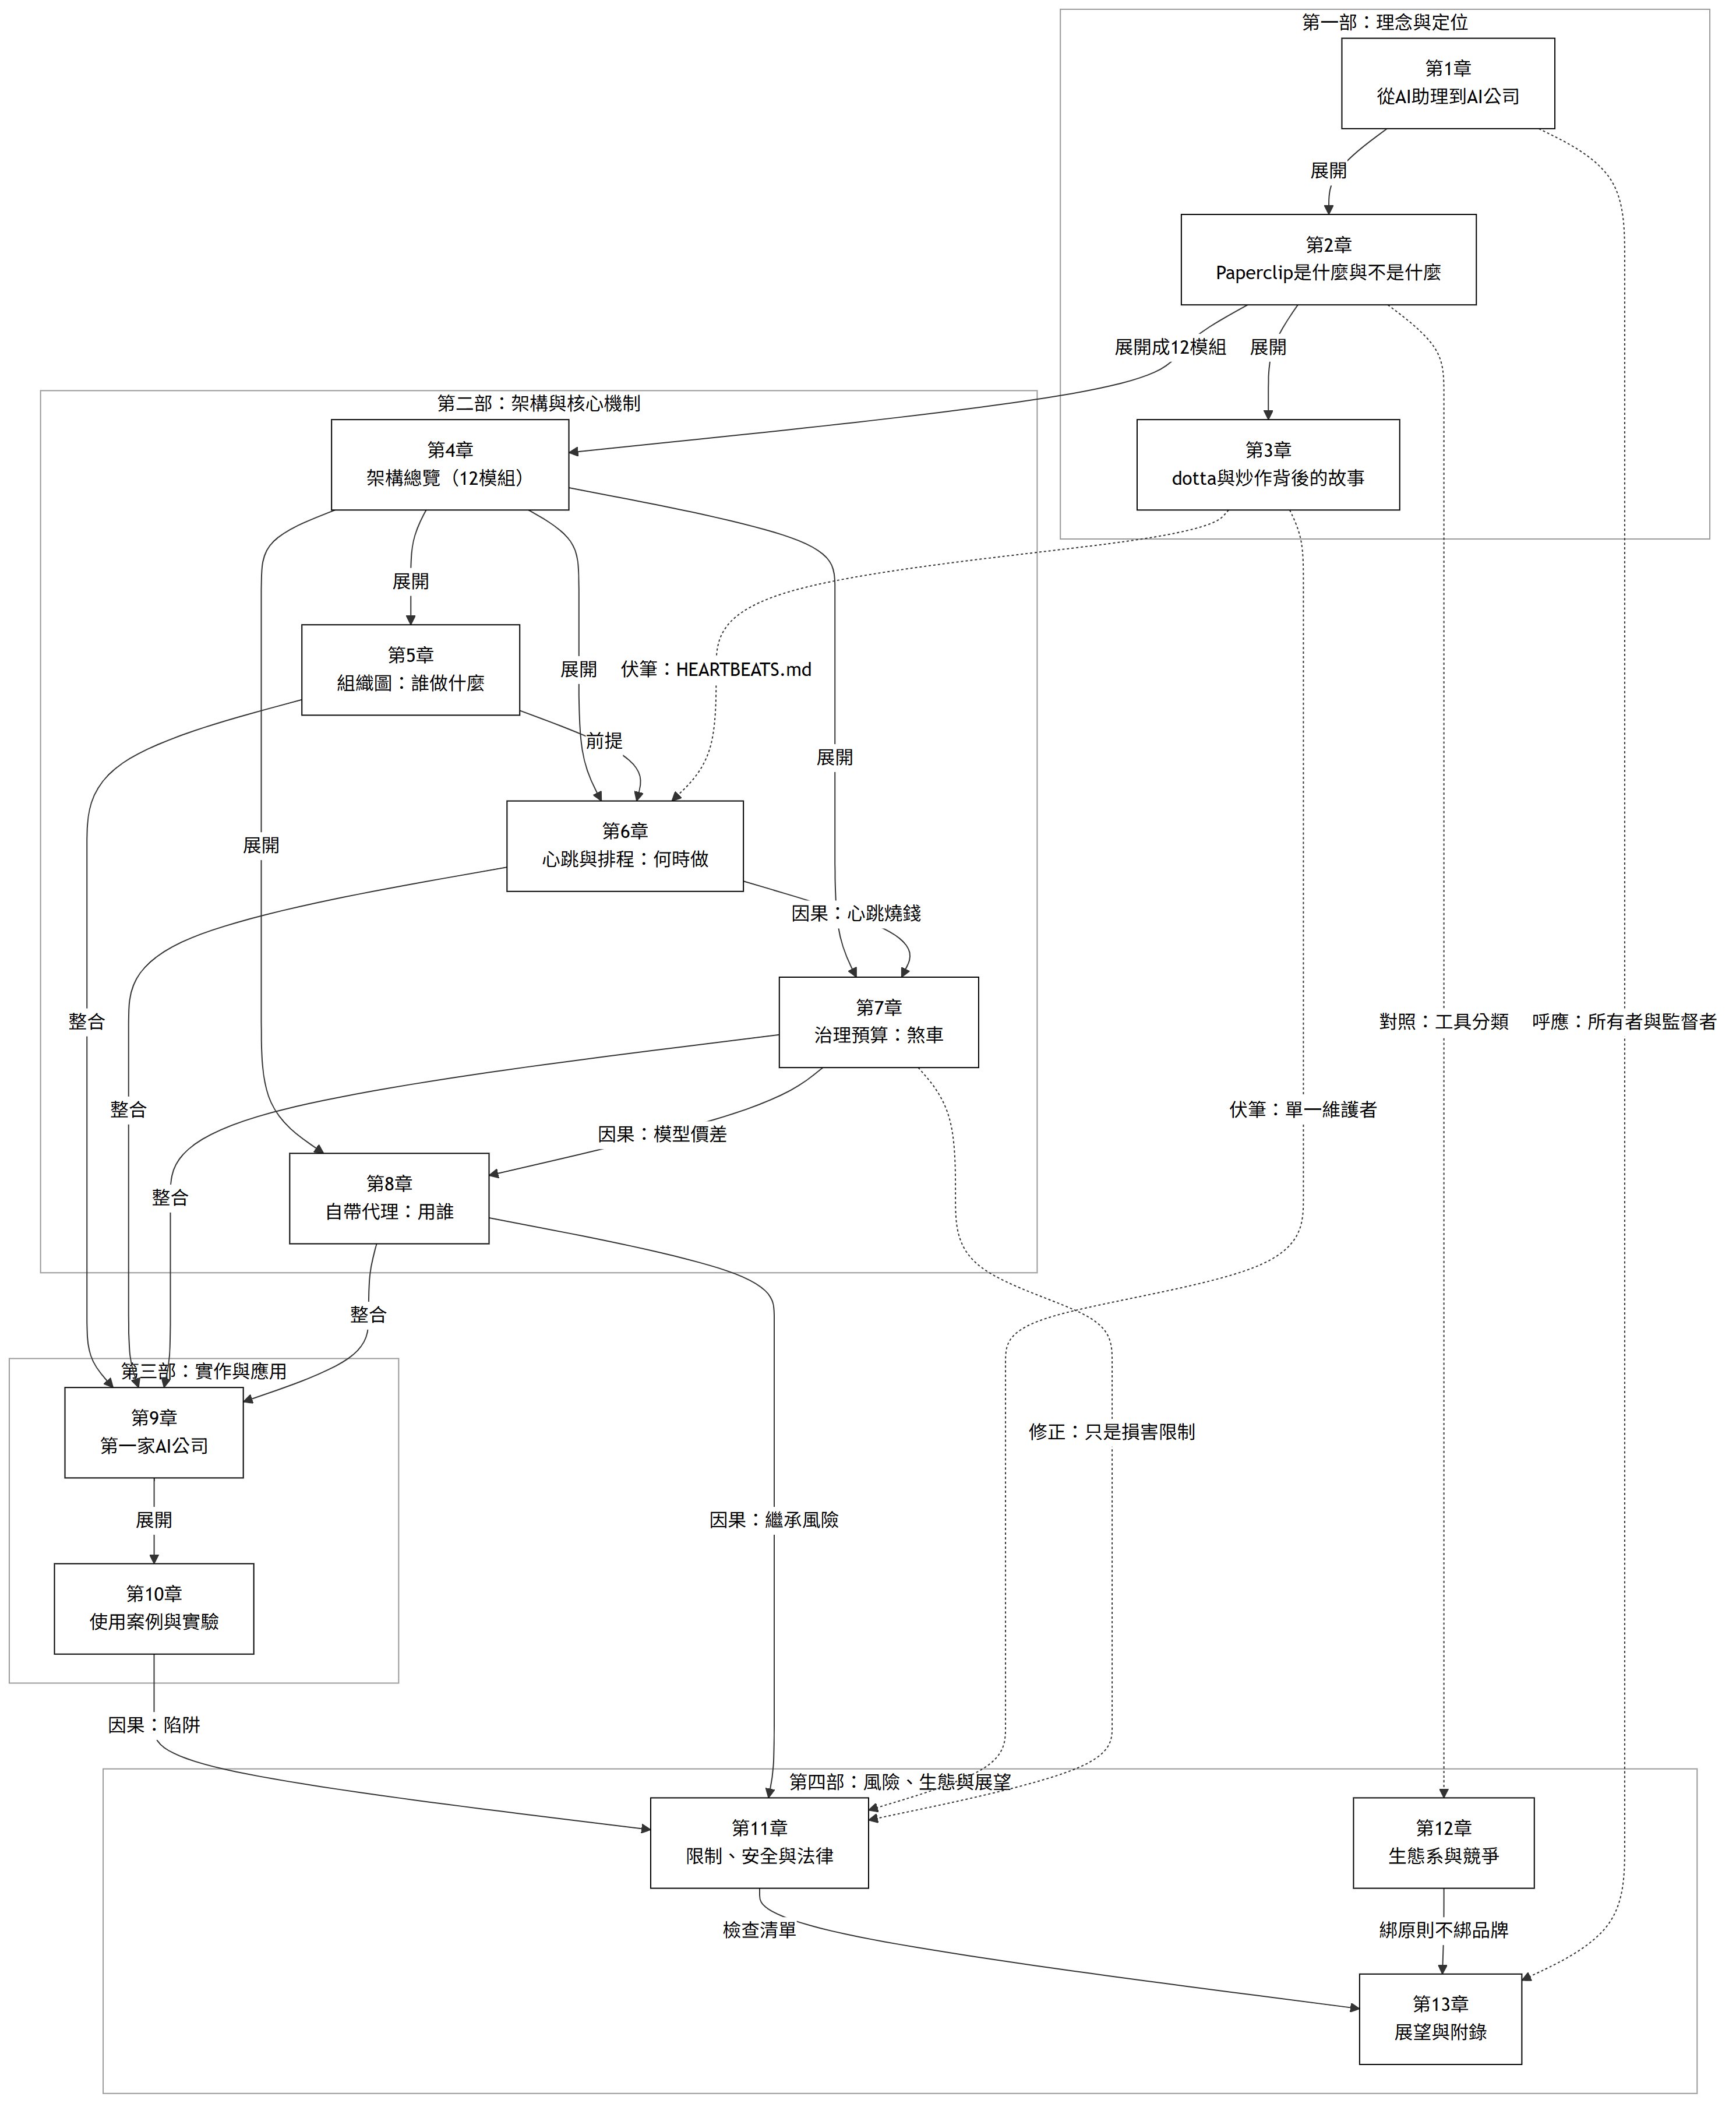 第一部：理念與定位
第1章
從AI助理到AI公司
展開
第2章
Paperclip是什麼與不是什麼
展開成12模組
展開
第二部：架構與核心機制
第4章
架構總覽（12模組）
第3章
dotta與炒作背後的故事
展開
第5章
組織圖：誰做什麼
展開
伏筆：HEARTBEATS.md
前提
展開
第6章
心跳與排程：何時做
展開
因果：心跳燒錢
第7章
治理預算：煞車
整合
對照：工具分類
呼應：所有者與監督者
整合
伏筆：單一維護者
因果：模型價差
第8章
自帶代理：用誰
整合
整合
第三部：實作與應用
第9章
第一家AI公司
修正：只是損害限制
展開
因果：繼承風險
第10章
使用案例與實驗
因果：陷阱
第四部：風險、生態與展望
第11章
限制、安全與法律
第12章
生態系與競爭
檢查清單
綁原則不綁品牌
第13章
展望與附錄